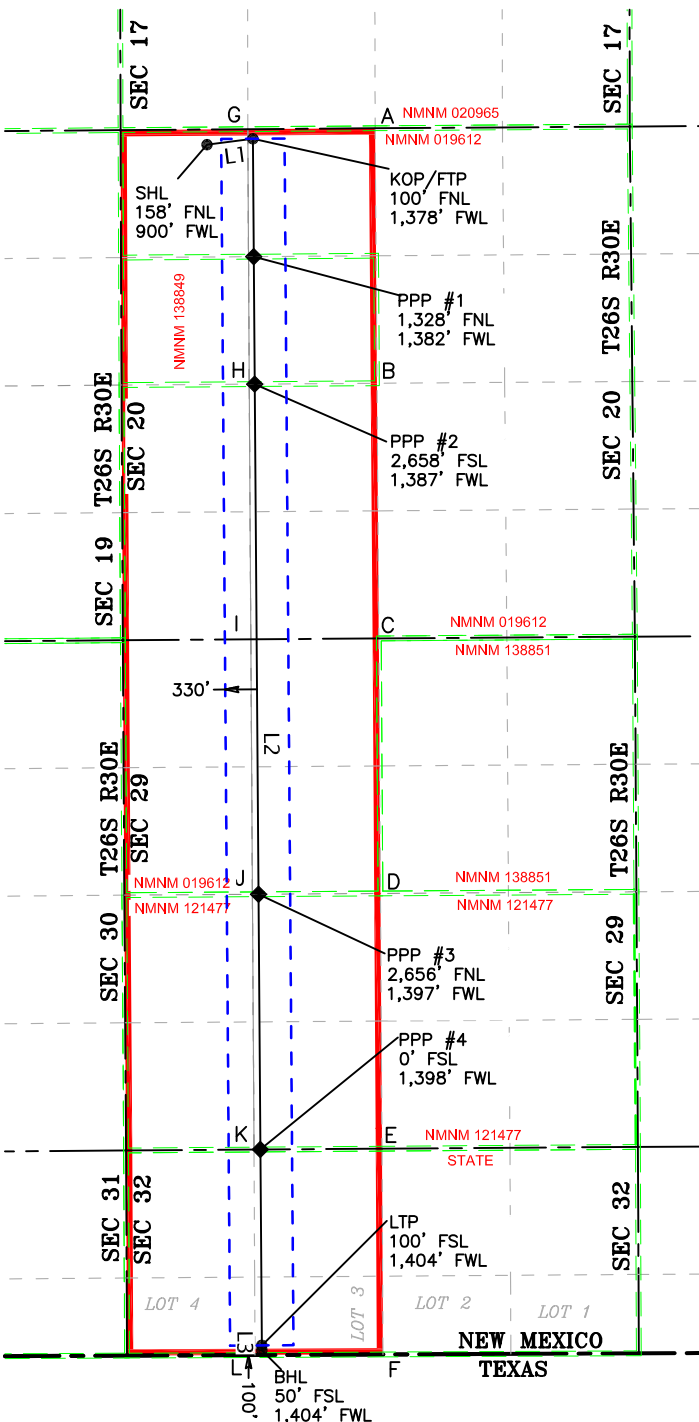 SEC 17
SEC 17
G
A
NMNM 020965
NMNM 019612
L1
SHL
158' FNL
900' FWL
KOP/FTP
100' FNL
1,378' FWL
T26S R30E
SEC 20
NMNM 138849
PPP #1
1,328' FNL
1,382' FWL
H
B
T26S R30E
SEC 19
SEC 20
PPP #2
2,658' FSL
1,387' FWL
I
C
NMNM 019612
NMNM 138851
330'
L2
T26S R30E
SEC 30
SEC 29
T26S R30E
SEC 29
NMNM 019612
NMNM 121477
J
D
NMNM 138851
NMNM 121477
PPP #3
2,656' FNL
1,397' FWL
PPP #4
0' FSL
1,398' FWL
K
E
NMNM 121477
STATE
SEC 31
SEC 32
SEC 32
LTP
100' FSL
1,404' FWL
LOT 4
LOT 3
LOT 2
LOT 1
L3
NEW MEXICO
TEXAS
L
F
100'
BHL
50' FSL
1,404' FWL